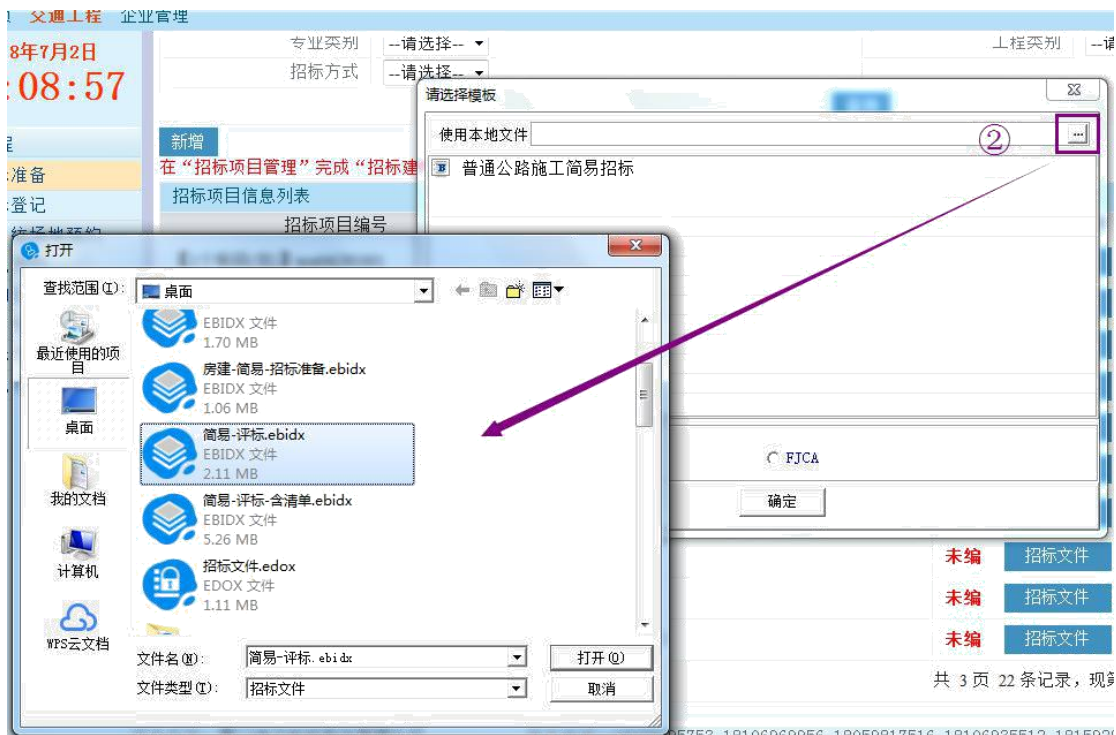 交通工程 企业管理
8年7月2日
:08:57
专业类别 --请选择--
工程类别 --请
招标方式 --请选择--
请选择模板
使用本地文件
②
...
普通公路施工简易招标
新增
在“招标项目管理”完成“招标建
准备
登记
招标项目信息列表
招标项目编号
打开
查找范围(I): 桌面
最近使用的项目
桌面
我的文档
计算机
WPS云文档
EBIDX 文件
1.70 MB
房建-简易-招标准备.ebidx
EBIDX 文件
1.06 MB
简易-评标.ebidx
EBIDX 文件
2.11 MB
简易-评标-含清单.ebidx
EBIDX 文件
5.26 MB
招标文件.edox
EDOX 文件
1.11 MB
文件名(N): 简易-评标.ebidx 打开(O)
文件类型(T): 招标文件 取消
FJCA
确定
未编 招标文件
未编 招标文件
未编 招标文件
共 3 页 22 条记录，现第